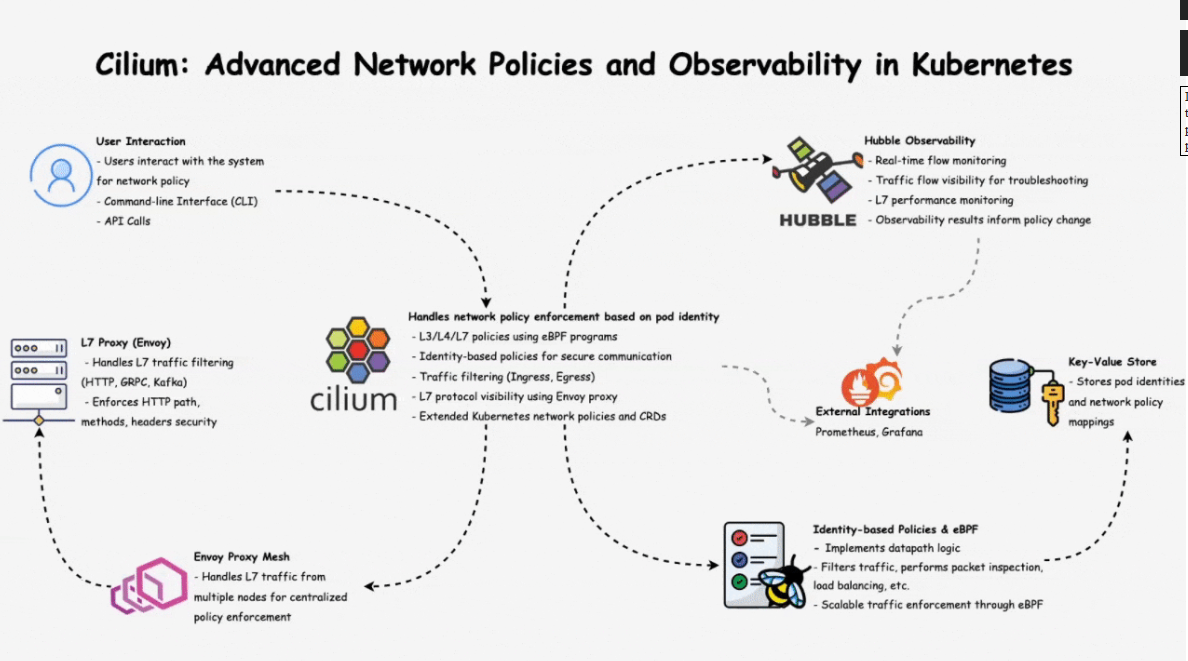 Cilium: Advanced Network Policies and Observability in Kubernetes
User Interaction
- Users interact with the system
for network policy
- Command-line Interface (CLI)
- API Calls
HUBBLE
Hubble Observability
- Real-time flow monitoring
- Traffic flow visibility for troubleshooting
- L7 performance monitoring
- Observability results inform policy change
L7 Proxy (Envoy)
- Handles L7 traffic filtering
(HTTP, GRPC, Kafka)
- Enforces HTTP path,
methods, headers security
cilium
Handles network policy enforcement based on pod identity
- L3/L4/L7 policies using eBPF programs
- Identity-based policies for secure communication
- Traffic filtering (Ingress, Egress)
- L7 protocol visibility using Envoy proxy
- Extended Kubernetes network policies and CRDs
External Integrations
Prometheus, Grafana
Key-Value Store
- Stores pod identities
and network policy
mappings
Envoy Proxy Mesh
- Handles L7 traffic from
multiple nodes for centralized
policy enforcement
Identity-based Policies & eBPF
- Implements datapath logic
- Filters traffic, performs packet inspection,
load balancing, etc.
- Scalable traffic enforcement through eBPF